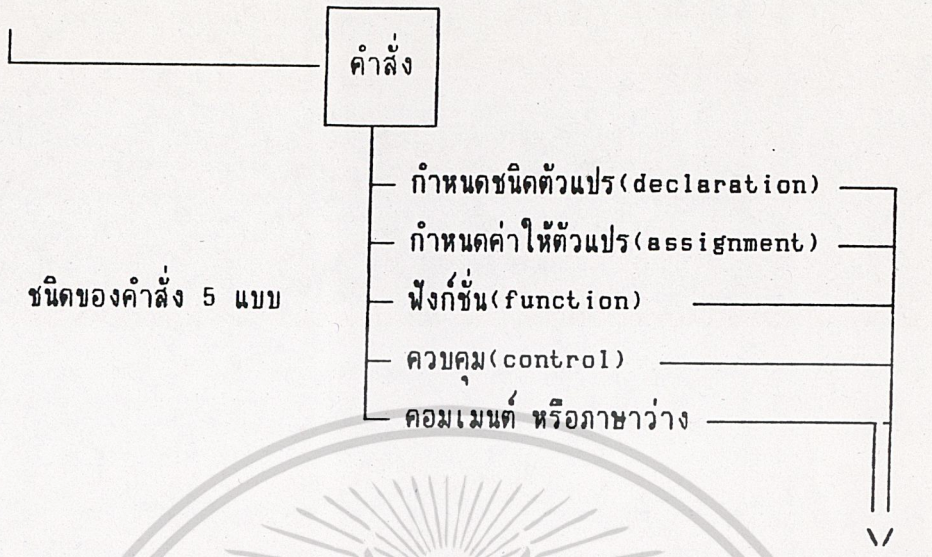 คำสั่ง
กำหนดชนิดตัวแปร(declaration)
กำหนดค่าให้ตัวแปร(assignment)
ชนิดของคำสั่ง 5 แบบ
ฟังก์ชั่น(function)
ควบคุม(control)
คอมเมนต์ หรือภาษาว่าง